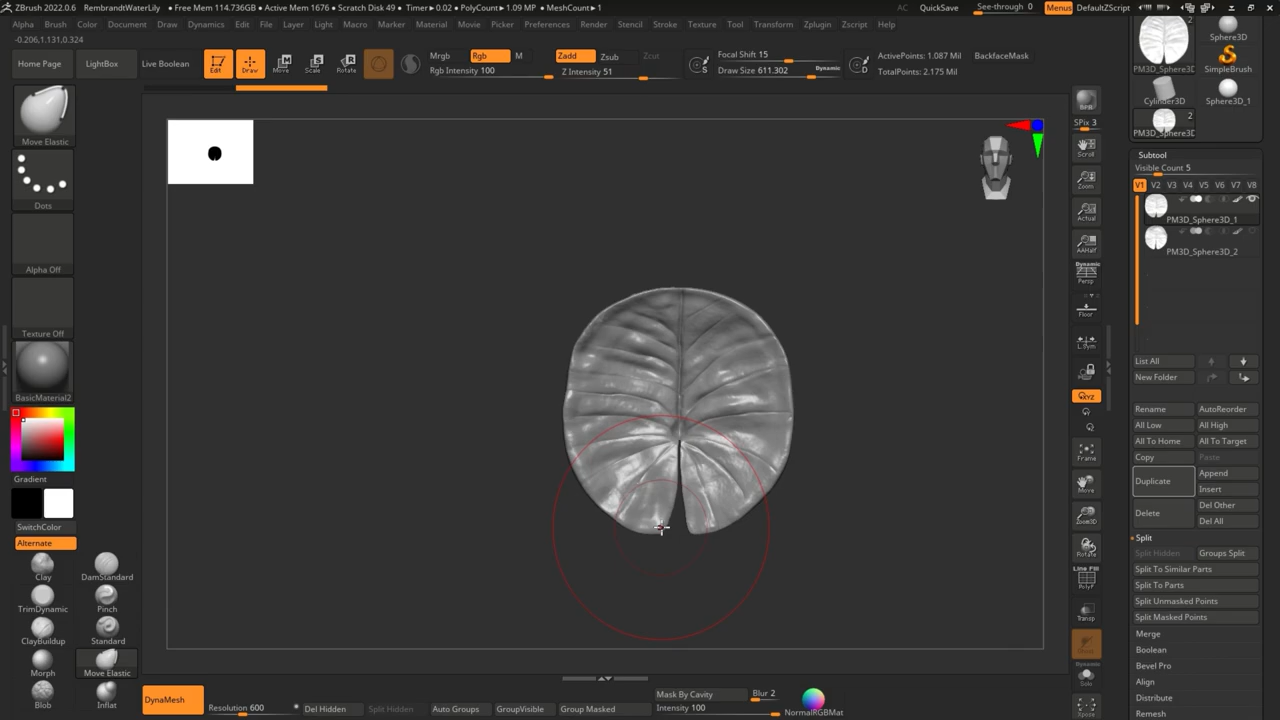 ZBrush 2022.0.6 RembrandtWaterLily • Free Mem 114.736GB • Active Mem 1676 • Scratch Disk 49 • Timer►0.02 • PolyCount►1.09 MP • MeshCount►1 AC QuickSave See-through 0 Menus DefaultZScript
Alpha Brush Color Document Draw Dynamics Edit File Layer Light Macro Marker Material Movie Picker Preferences Render Stencil Stroke Texture Tool Transform Zplugin Zscript Help
-0.206,1.131,0.324
Home Page LightBox Live Boolean Edit Draw Move Scale Rotate
Mrgb Rgb M Zadd Zsub Zcut Focal Shift 15 ActivePoints: 1.087 Mil BackfaceMask
Rgb Intensity 100 Z Intensity 51 Draw Size 611.302 Dynamic TotalPoints: 2.175 Mil
S D
Move Elastic
Dots
Alpha Off
Texture Off
BasicMaterial2
Gradient
SwitchColor
Alternate
Clay DamStandard
TrimDynamic Pinch
ClayBuildup Standard
Morph Move Elastic
Blob Inflat
DynaMesh Resolution 600 Del Hidden Split Hidden Auto Groups GroupVisible Group Masked
Mask By Cavity Blur 2
Intensity 100 NormalRGBMat
BPR
SPix 3
Scroll
Zoom
Actual
AAHalf
Dynamic
Persp
Floor
L.Sym
XYZ
Frame
Move
Zoom3D
Rotate
Line Fill
PolyF
Transp
Dynamic
Solo
Xpose
2 Sphere3D
PM3D_Sphere3D SimpleBrush
Cylinder3D Sphere3D_1
2
PM3D_Sphere3D
Subtool
Visible Count 5
V1 V2 V3 V4 V5 V6 V7 V8
PM3D_Sphere3D_1
PM3D_Sphere3D_2
List All
New Folder
Rename AutoReorder
All Low All High
All To Home All To Target
Copy Paste
Duplicate Append
Insert
Delete Del Other
Del All
Split
Split Hidden Groups Split
Split To Similar Parts
Split To Parts
Split Unmasked Points
Split Masked Points
Merge
Boolean
Bevel Pro
Align
Distribute
Remesh